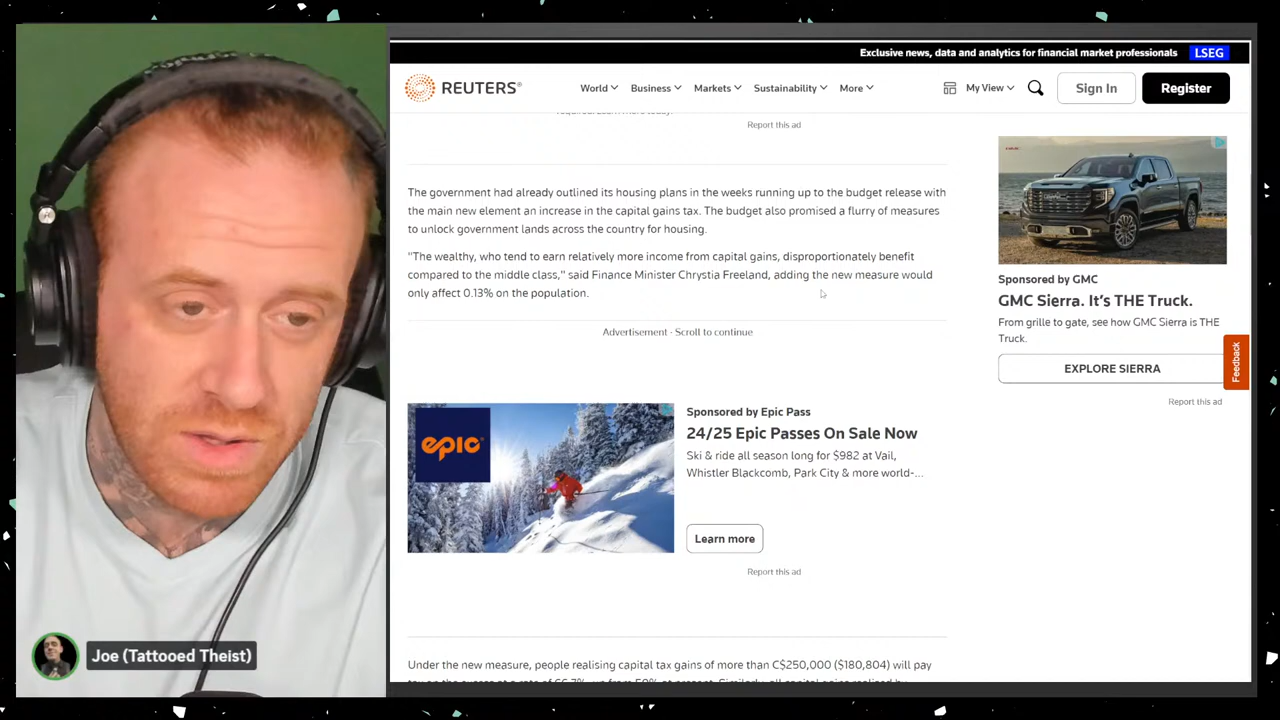 Exclusive news, data and analytics for financial market professionals LSEG
REUTERS
World Business Markets Sustainability More
My View Sign In Register
Report this ad
The government had already outlined its housing plans in the weeks running up to the budget release with
the main new element an increase in the capital gains tax. The budget also promised a flurry of measures
to unlock government lands across the country for housing.
"The wealthy, who tend to earn relatively more income from capital gains, disproportionately benefit
compared to the middle class," said Finance Minister Chrystia Freeland, adding the new measure would
only affect 0.13% on the population.
Advertisement · Scroll to continue
epic
Sponsored by Epic Pass
24/25 Epic Passes On Sale Now
Ski & ride all season long for $982 at Vail,
Whistler Blackcomb, Park City & more world-...
Learn more
Report this ad
Under the new measure, people realising capital tax gains of more than C$250,000 ($180,804) will pay
Sponsored by GMC
GMC Sierra. It's THE Truck.
From grille to gate, see how GMC Sierra is THE
Truck.
EXPLORE SIERRA
Report this ad
Feedback
Joe (Tattooed Theist)